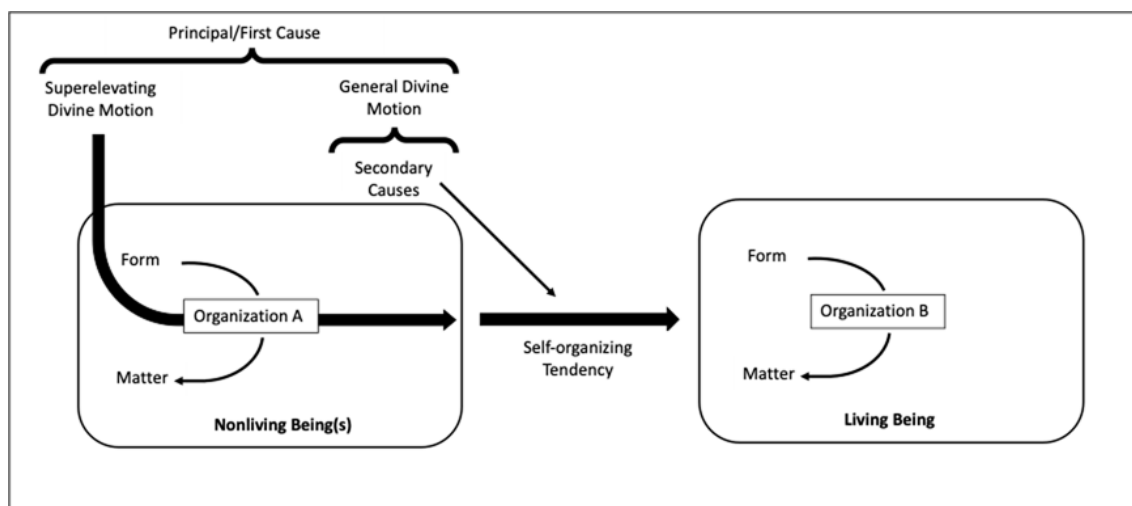 Principal/First Cause
Superelevating
Divine Motion
General Divine
Motion
Secondary
Causes
Form
Organization A
Matter
Nonliving Being(s)
Self-organizing
Tendency
Form
Organization B
Matter
Living Being